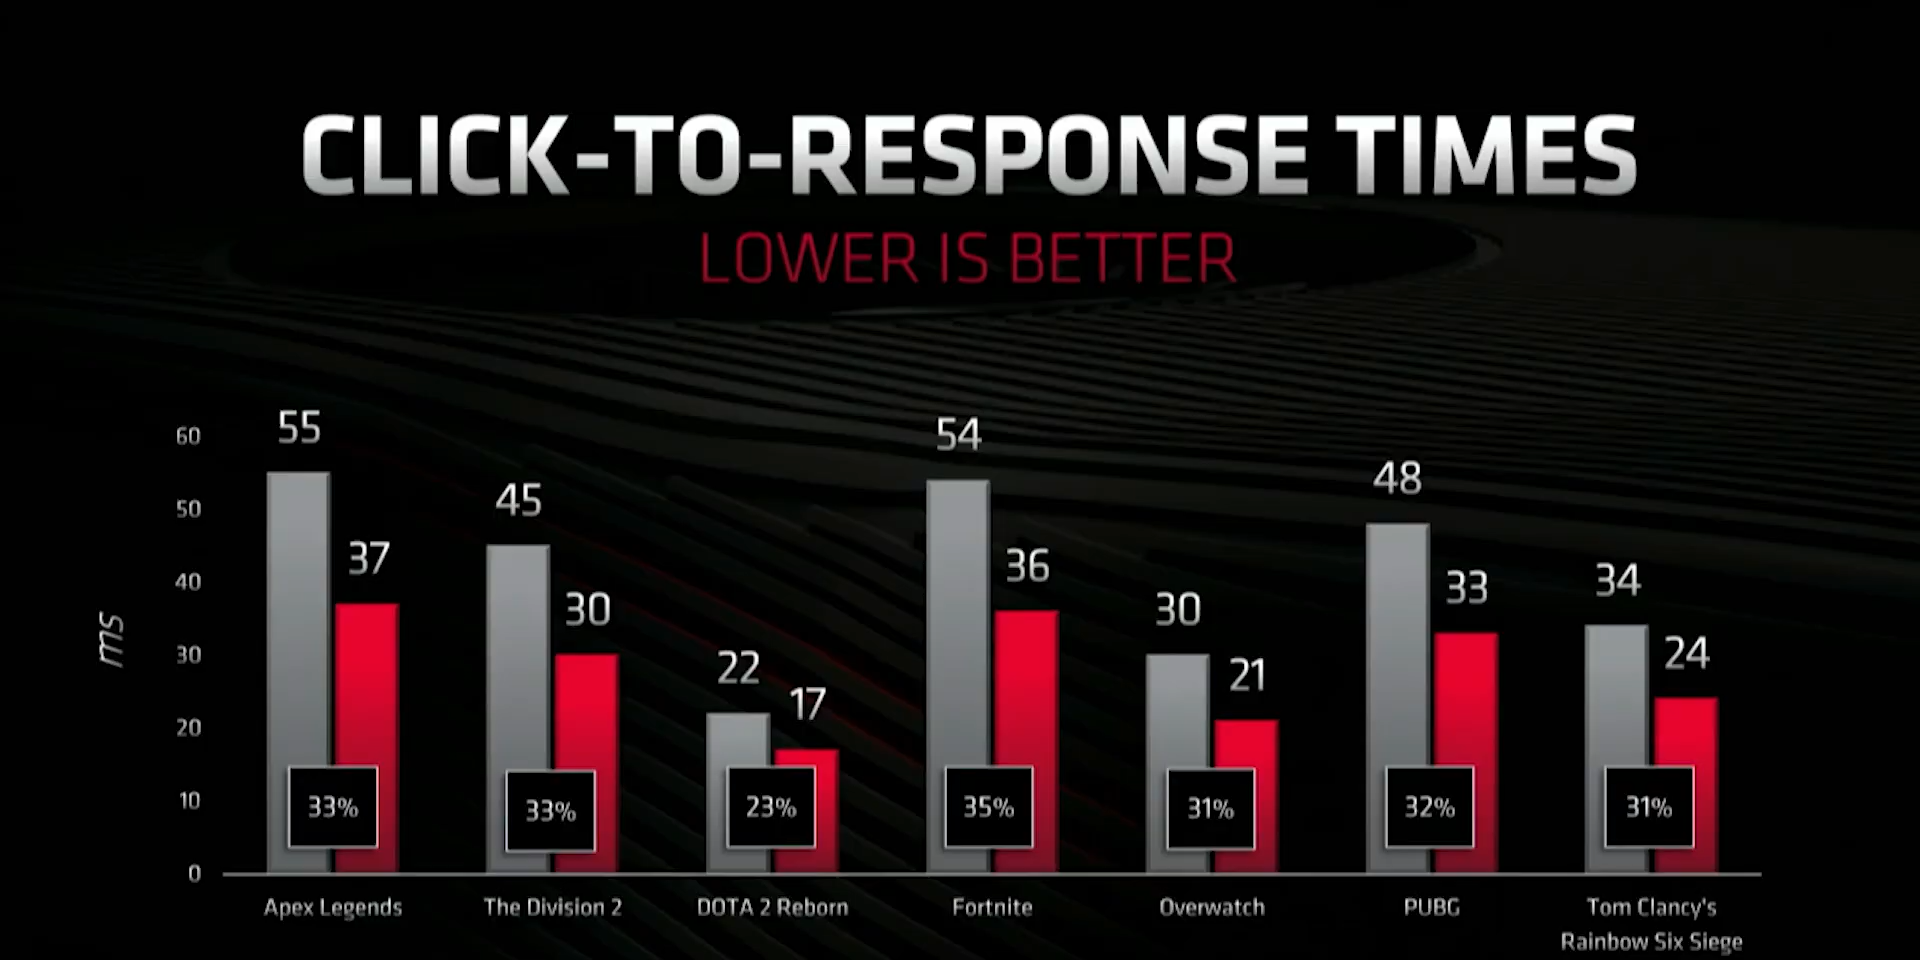 CLICK-TO-RESPONSE TIMES
LOWER IS BETTER
ms
60
50
40
30
20
10
0
55
37
33%
45
30
33%
22
17
23%
54
36
35%
30
21
31%
48
33
32%
34
24
31%
Apex Legends
The Division 2
DOTA 2 Reborn
Fortnite
Overwatch
PUBG
Tom Clancy's
Rainbow Six Siege